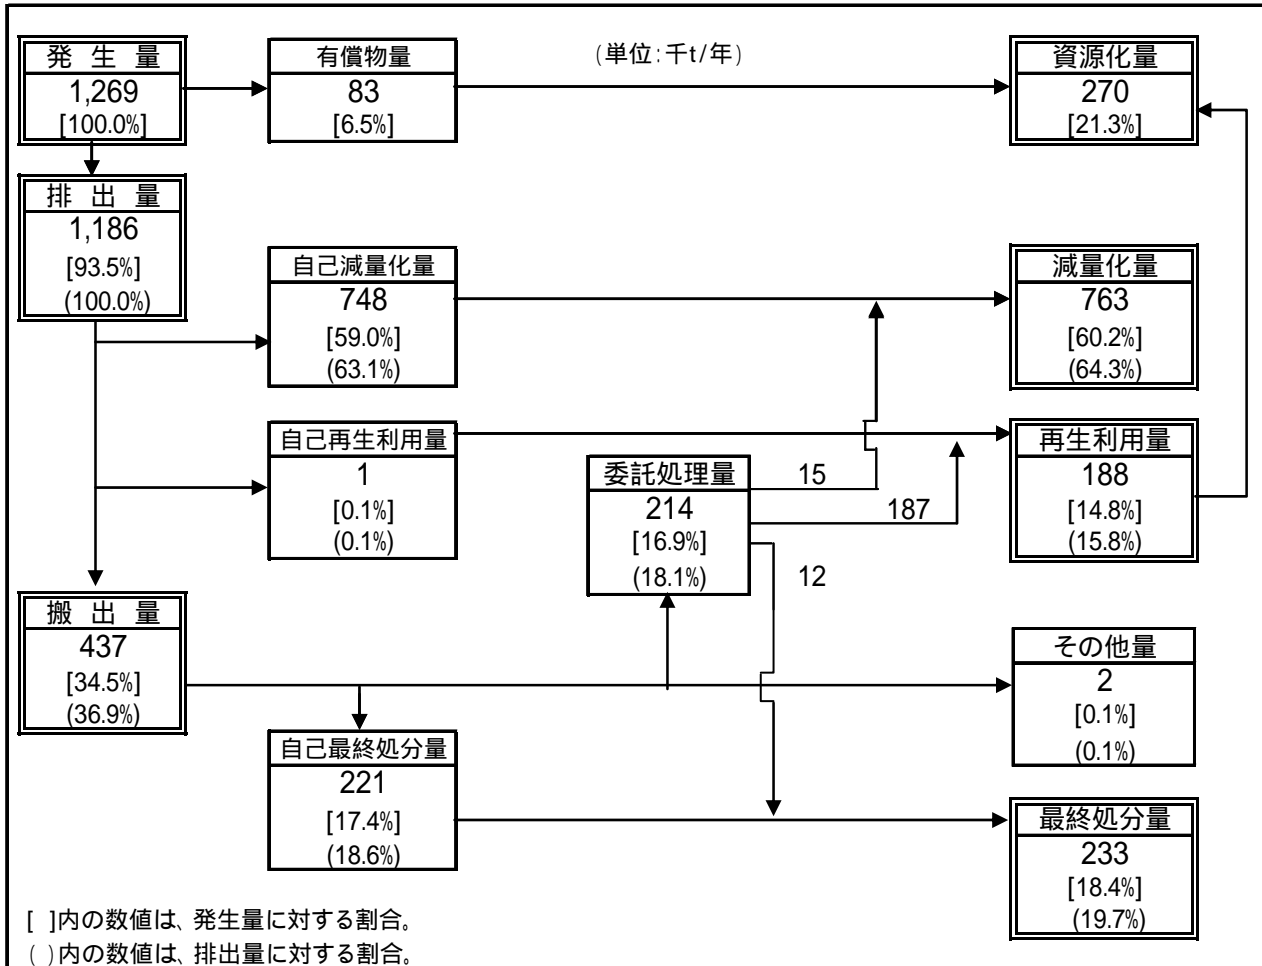 発 生 量
1,269
[100.0%]
有償物量
83
[6.5%]
(単位:千t/年)
資源化量
270
[21.3%]
排 出 量
1,186
[93.5%]
(100.0%)
自己減量化量
748
[59.0%]
(63.1%)
減量化量
763
[60.2%]
(64.3%)
自己再生利用量
1
[0.1%]
(0.1%)
委託処理量
214
[16.9%]
(18.1%)
15
187
12
再生利用量
188
[14.8%]
(15.8%)
搬 出 量
437
[34.5%]
(36.9%)
その他量
2
[0.1%]
(0.1%)
自己最終処分量
221
[17.4%]
(18.6%)
最終処分量
233
[18.4%]
(19.7%)
[ ]内の数値は、発生量に対する割合。
( )内の数値は、排出量に対する割合。